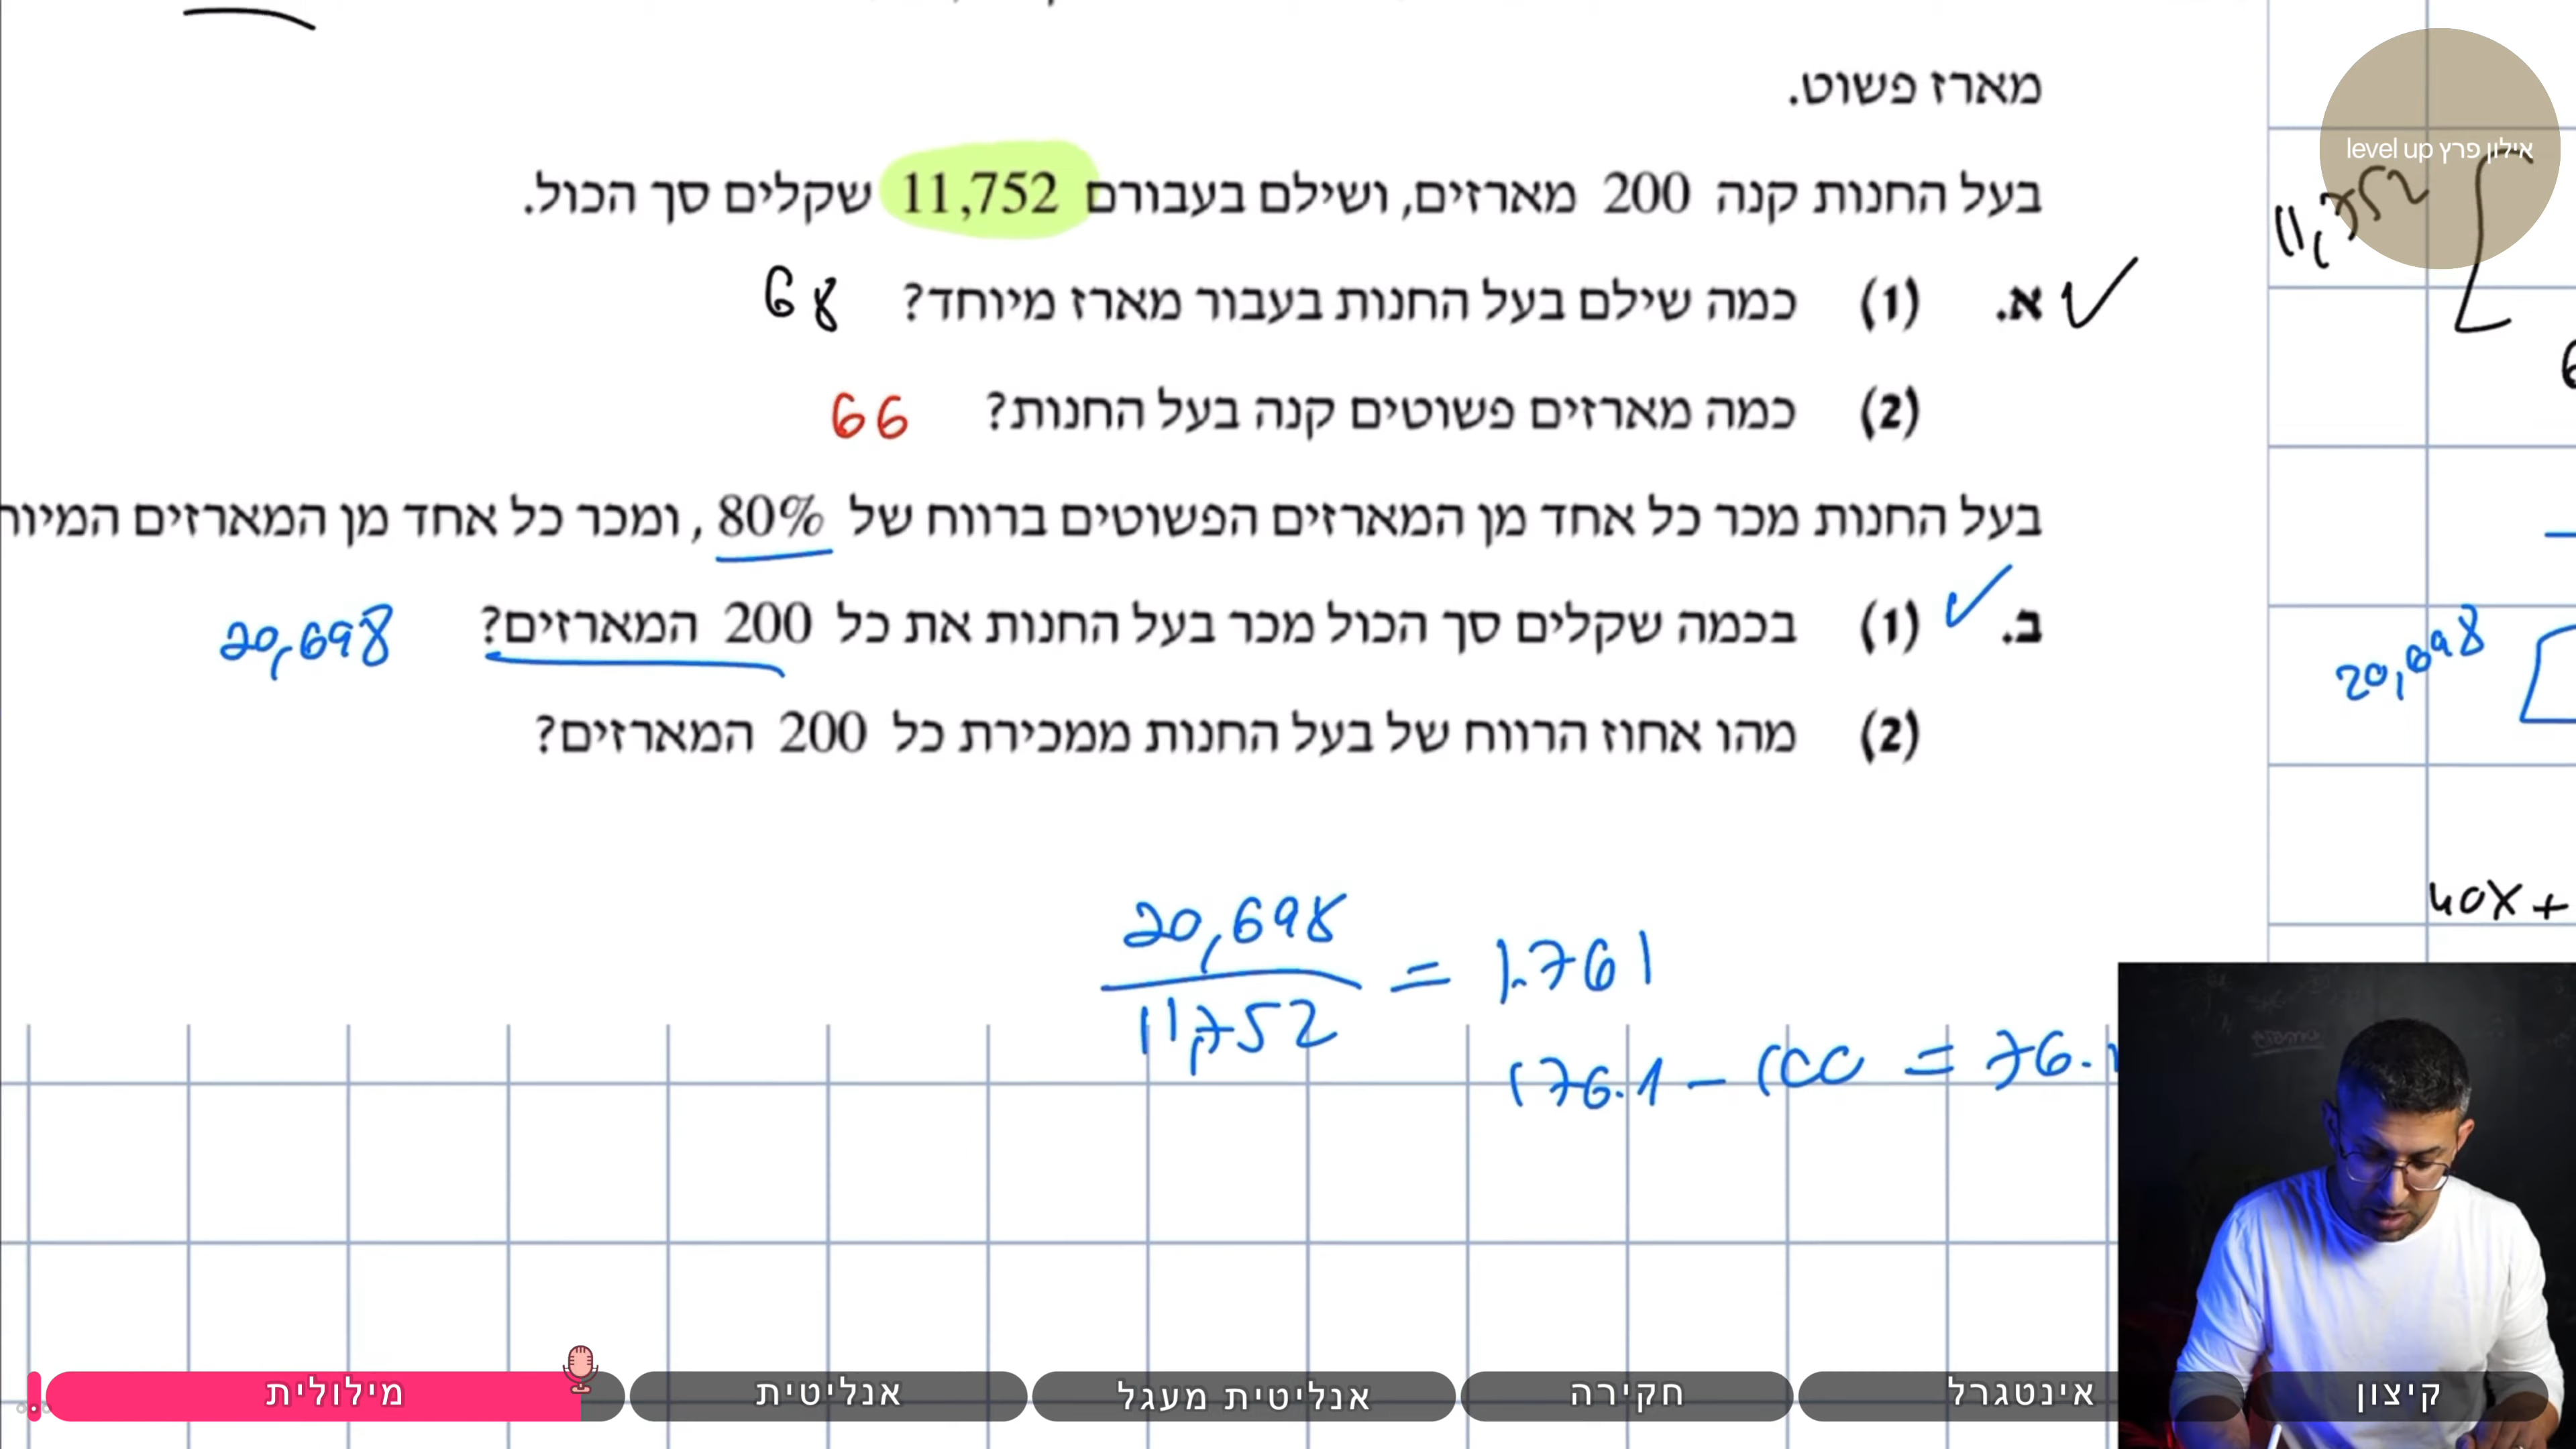 מארז פשוט.
בעל החנות קנה 200 מארזים, ושילם בעבורם 11,752 שקלים סך הכול.
א. (1) כמה שילם בעל החנות בעבור מארז מיוחד? 68
(2) כמה מארזים פשוטים קנה בעל החנות? 66
בעל החנות מכר כל אחד מן המארזים הפשוטים ברווח של 80% , ומכר כל אחד מן המארזים
ב. (1) בכמה שקלים סך הכול מכר בעל החנות את כל 200 המארזים? 20,698
(2) מהו אחוז הרווח של בעל החנות ממכירת כל 200 המארזים?
20,698
11,752
= 1.761
176.1 - 100 = 76.1
level up אילון פרץ
11,752
20,698
40x +
מילולית
אנליטית
אנליטית מעגל
חקירה
אינטגרל
קיצון